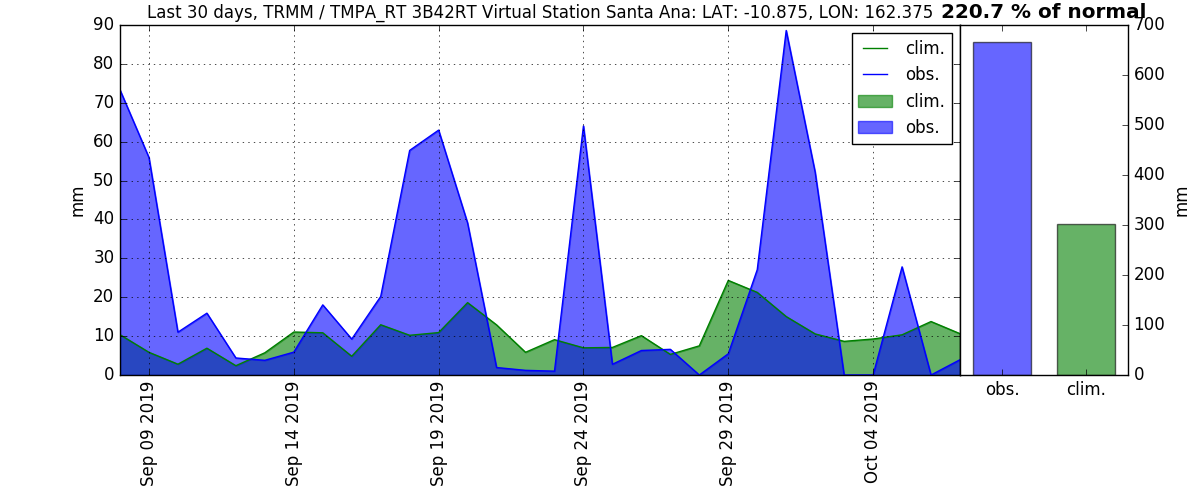 Last 30 days, TRMM / TMPA_RT 3B42RT Virtual Station Santa Ana: LAT: -10.875, LON: 162.375 220.7 % of normal
90
80
70
60
50
40
30
20
10
0
mm
clim.
obs.
clim.
obs.
700
600
500
400
300
200
100
0
mm
obs. clim.
Sep 09 2019
Sep 14 2019
Sep 19 2019
Sep 24 2019
Sep 29 2019
Oct 04 2019